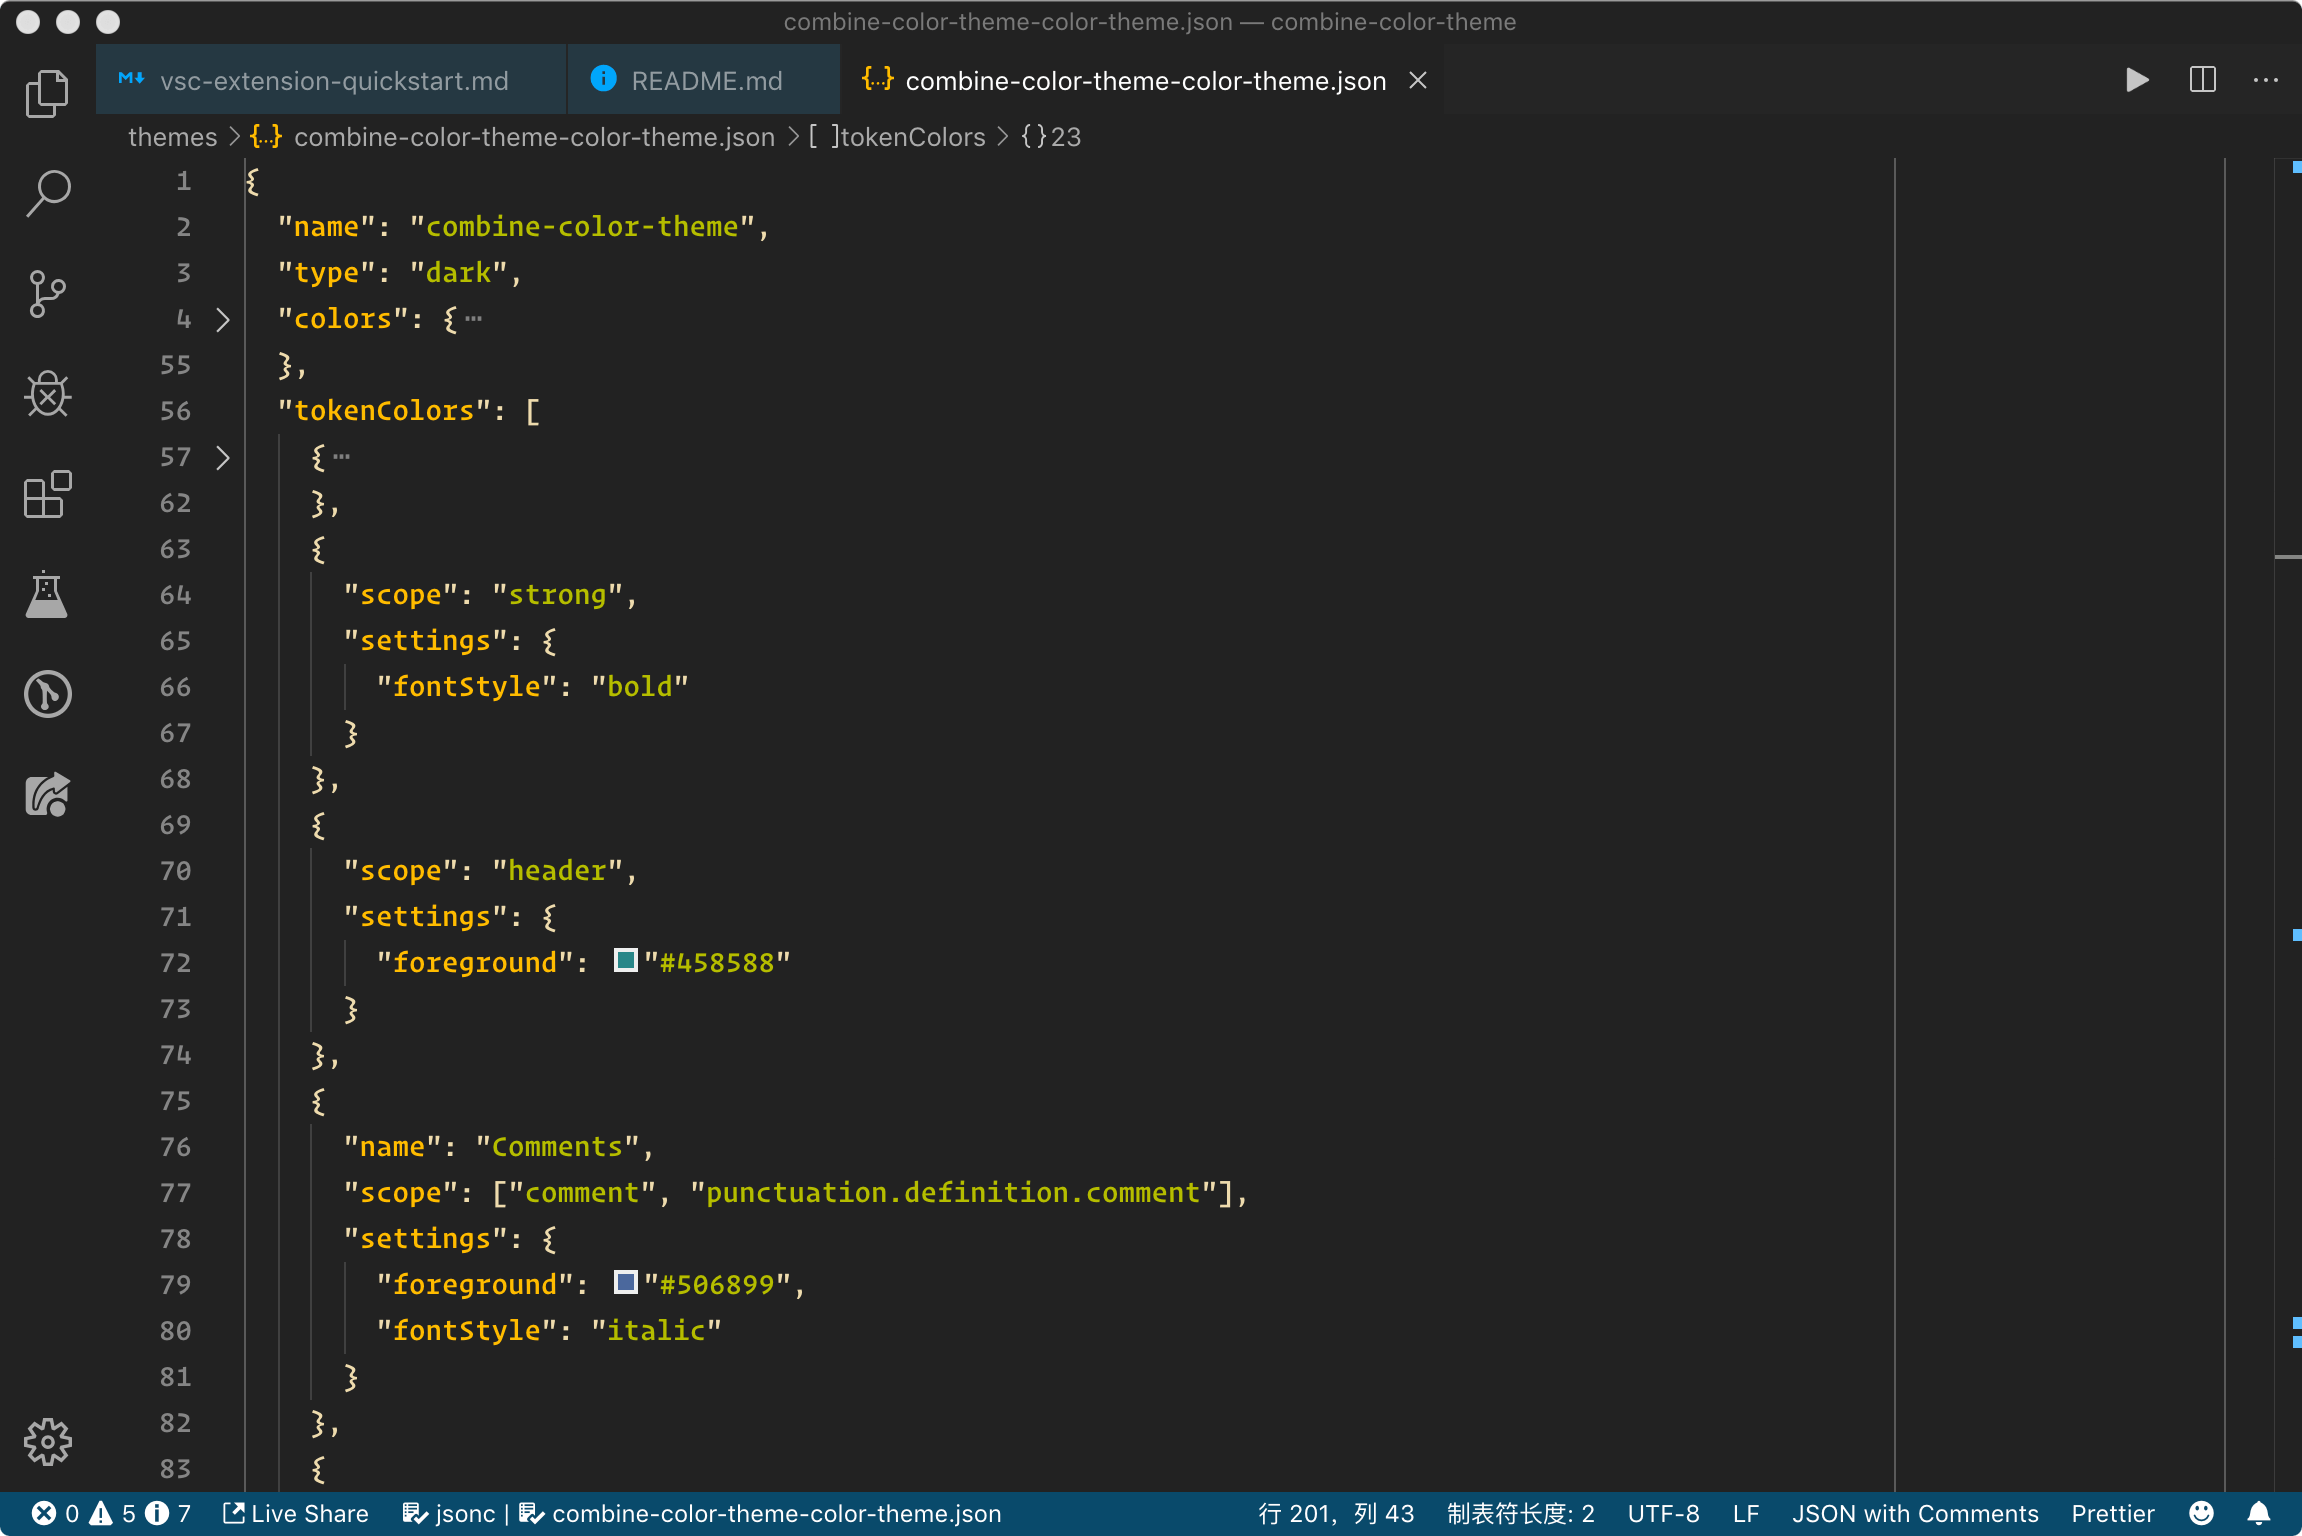 combine-color-theme-color-theme.json — combine-color-theme
vsc-extension-quickstart.md README.md {..} combine-color-theme-color-theme.json
themes > {..} combine-color-theme-color-theme.json > [ ]tokenColors > {}23
1 {
2 "name": "combine-color-theme",
3 "type": "dark",
4 "colors": {…
55 },
56 "tokenColors": [
57 {…
62 },
63 {
64 "scope": "strong",
65 "settings": {
66 "fontStyle": "bold"
67 }
68 },
69 {
70 "scope": "header",
71 "settings": {
72 "foreground": "#458588"
73 }
74 },
75 {
76 "name": "Comments",
77 "scope": ["comment", "punctuation.definition.comment"],
78 "settings": {
79 "foreground": "#506899",
80 "fontStyle": "italic"
81 }
82 },
83 {
0 5 7 Live Share jsonc | combine-color-theme-color-theme.json 行 201，列 43 制表符长度: 2 UTF-8 LF JSON with Comments Prettier